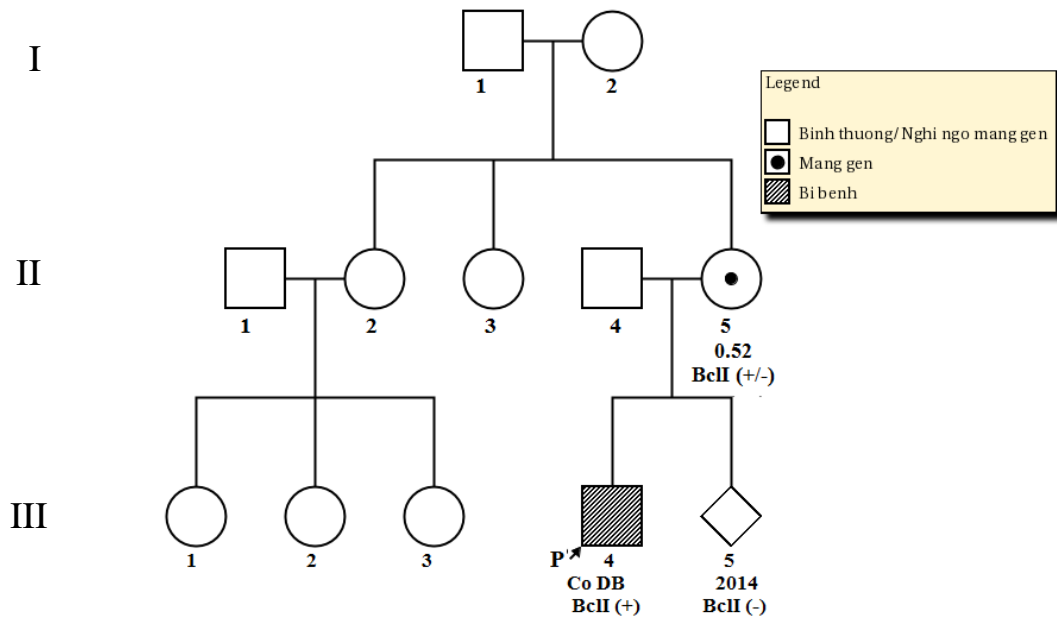 I
1 2
Legend
Binh thuong/ Nghi ngo mang gen
Mang gen
Bi benh
II
1 2 3 4 5
0.52
BclI (+/-)
III
1 2 3 P 4 5
Co DB 2014
BclI (+) BclI (-)